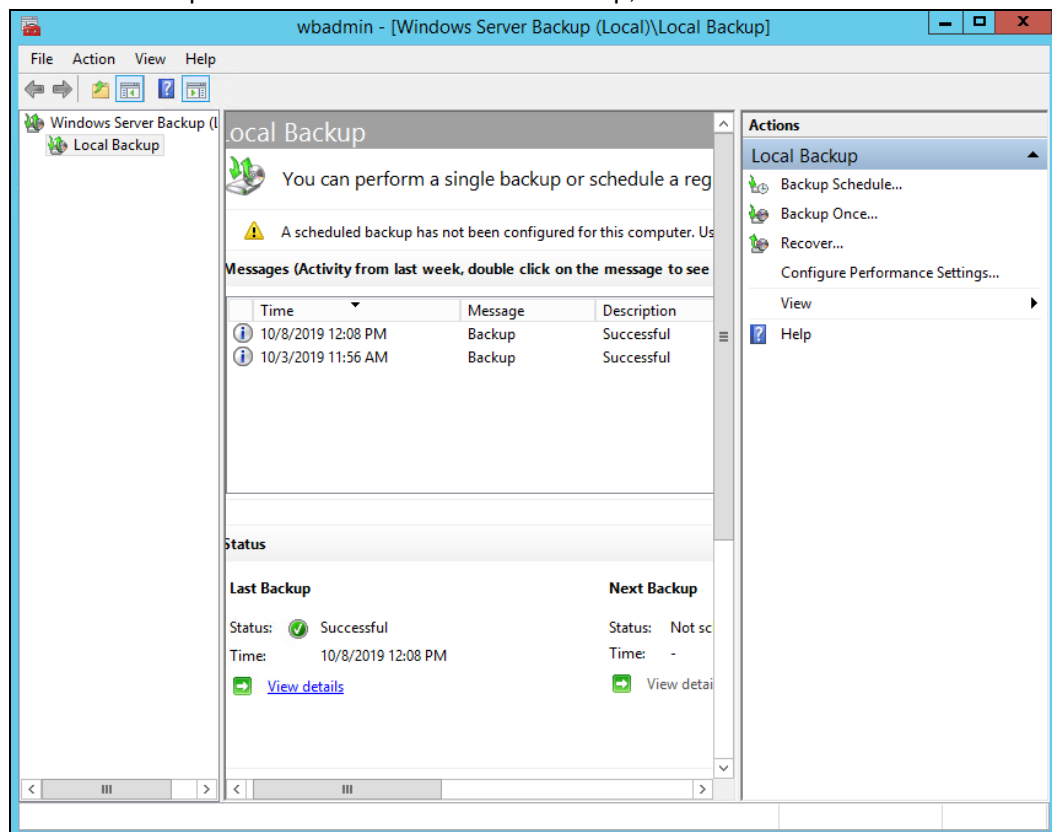 wbadmin - [Windows Server Backup (Local)\Local Backup]
File Action View Help
Windows Server Backup (L
Local Backup
Local Backup
You can perform a single backup or schedule a reg
A scheduled backup has not been configured for this computer. Us
Messages (Activity from last week, double click on the message to see
Time Message Description
10/8/2019 12:08 PM Backup Successful
10/3/2019 11:56 AM Backup Successful
Status
Last Backup
Status: Successful
Time: 10/8/2019 12:08 PM
View details
Next Backup
Status: Not sc
Time: -
View detai
Actions
Local Backup
Backup Schedule...
Backup Once...
Recover...
Configure Performance Settings...
View
Help